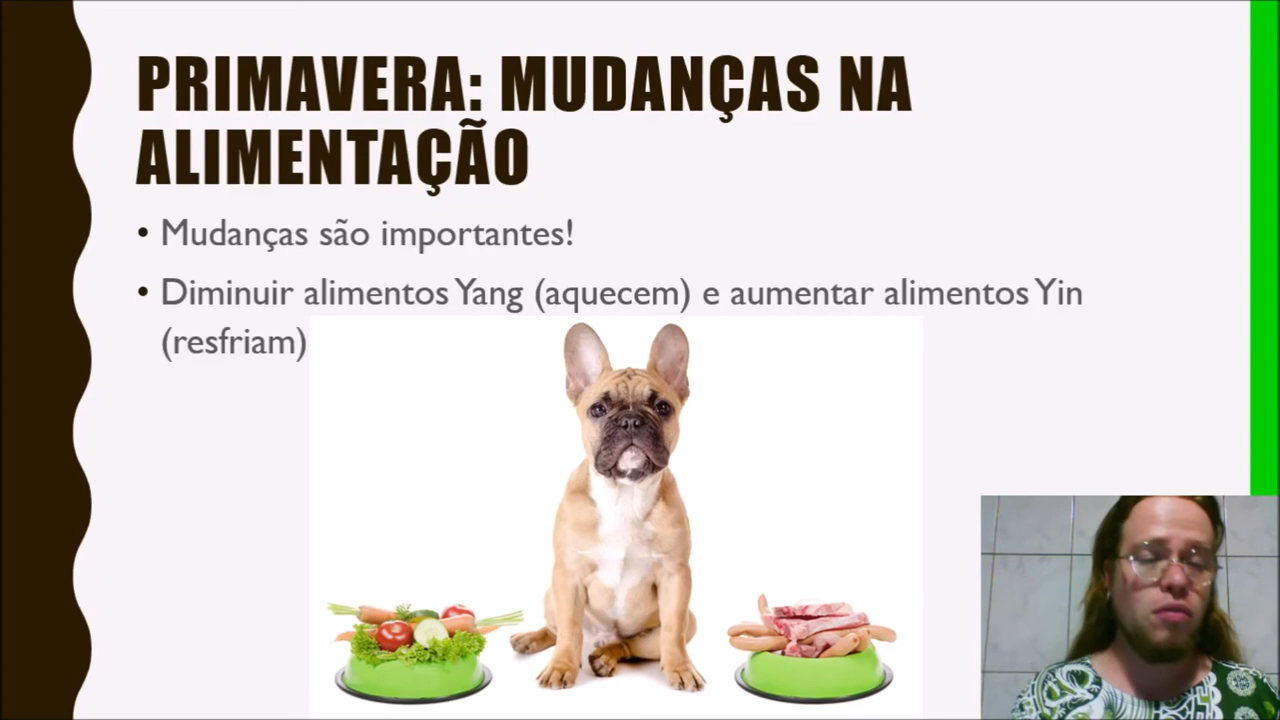 PRIMAVERA: MUDANÇAS NA
ALIMENTAÇÃO
• Mudanças são importantes!
• Diminuir alimentos Yang (aquecem) e aumentar alimentos Yin
(resfriam)